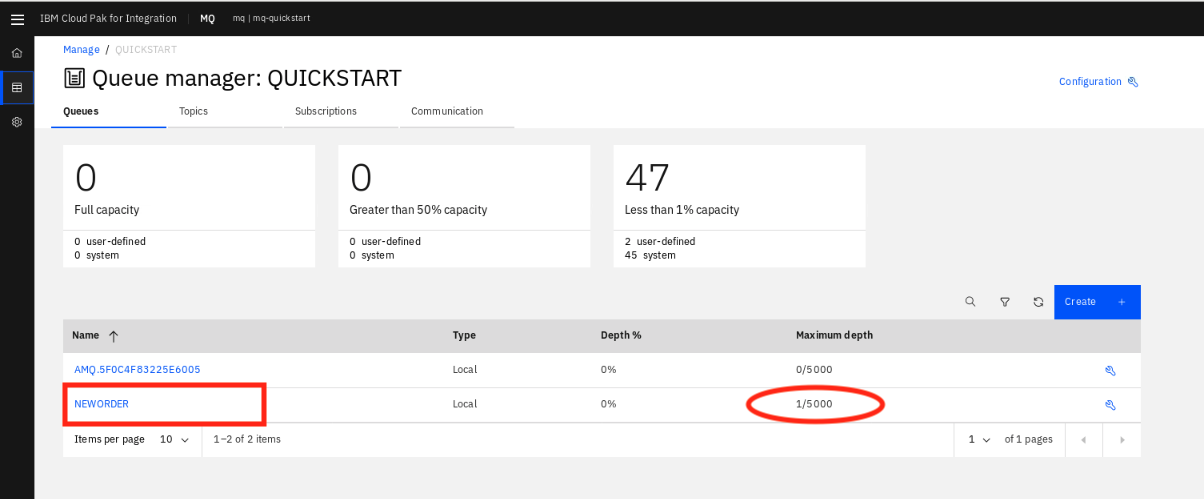 IBM Cloud Pak for Integration MQ mq | mq-quickstart
Manage / QUICKSTART
Queue manager: QUICKSTART
Configuration
Queues Topics Subscriptions Communication
0 0 47
Full capacity Greater than 50% capacity Less than 1% capacity
0 user-defined 0 user-defined 2 user-defined
0 system 0 system 45 system
Create +
Name Type Depth % Maximum depth
AMQ.5F0C4F83225E6005 Local 0% 0/5000
NEWORDER Local 0% 1/5000
Items per page 10 1–2 of 2 items 1 of 1 pages